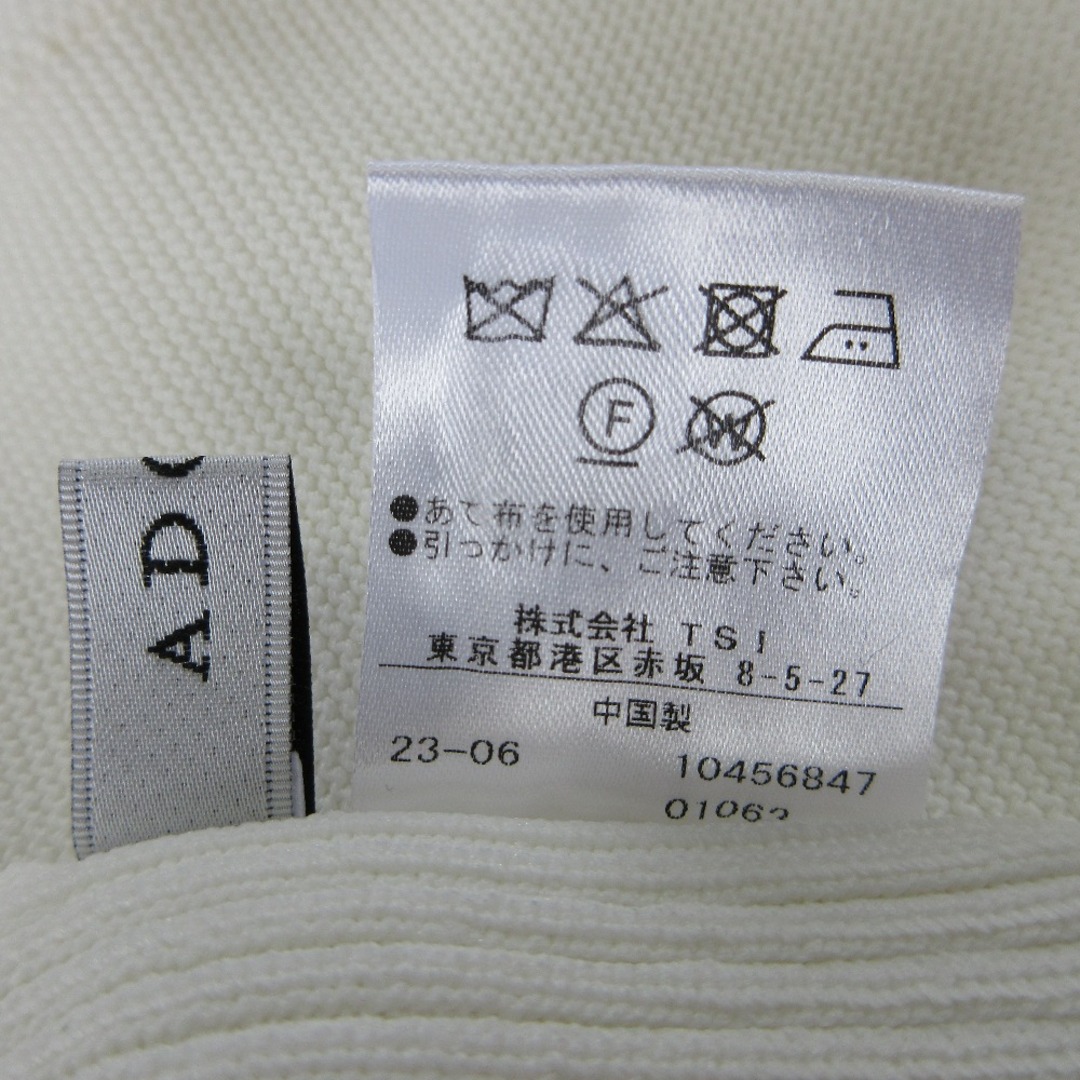 F W
●あて布を使用してください。
●引っかけに、ご注意下さい。
株式会社 TSI
東京都港区赤坂 8-5-27
中国製
23-06 10456847
AD